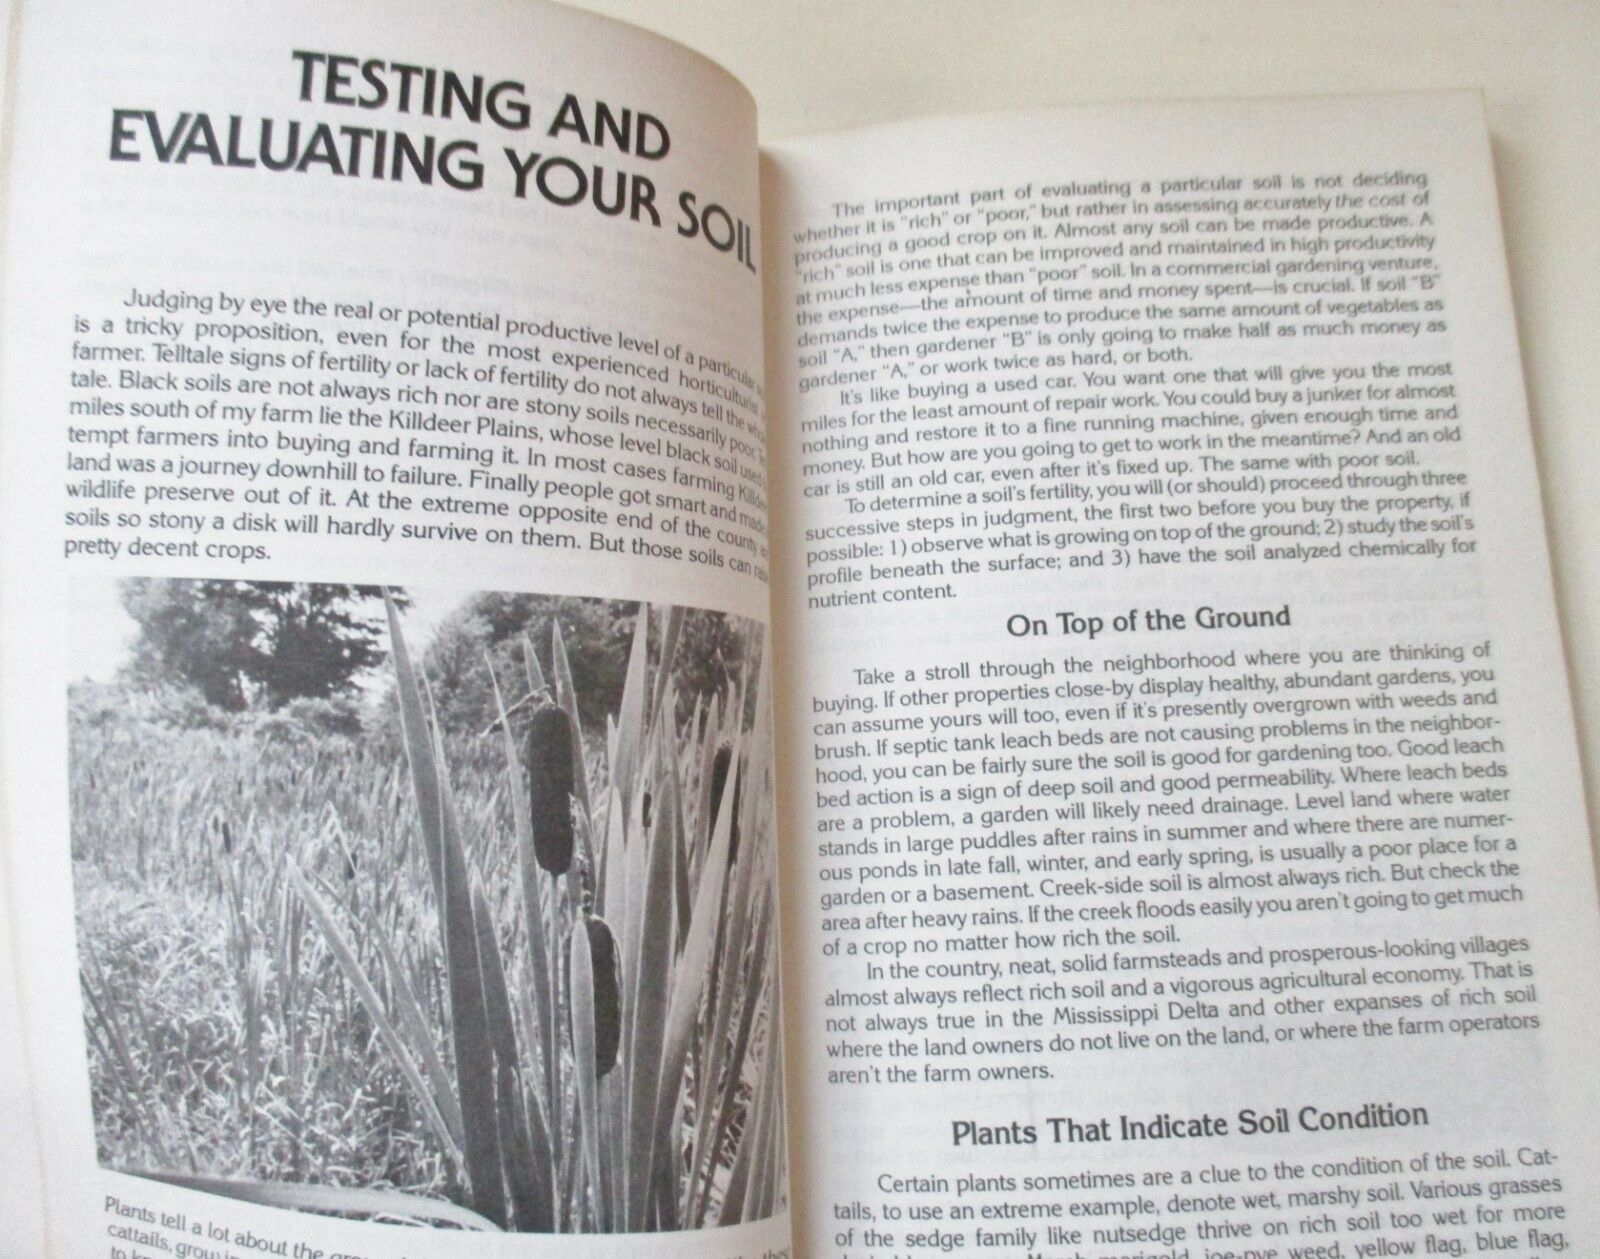 TESTING AND
EVALUATING YOUR SOIL
Judging by eye the real or potential productive level of a particular
is a tricky proposition, even for the most experienced horticulturist
farmer. Telltale signs of fertility or lack of fertility do not always tell the whole
tale. Black soils are not always rich nor are stony soils necessarily poor.
miles south of my farm lie the Killdeer Plains, whose level black soil used
tempt farmers into buying and farming it. In most cases farming
land was a journey downhill to failure. Finally people got smart and made
wildlife preserve out of it. At the extreme opposite end of the county
soils so stony a disk will hardly survive on them. But those soils can
pretty decent crops.
Plants tell a lot about the
cattails,
The important part of evaluating a particular soil is not deciding
whether it is "rich" or "poor," but rather in assessing accurately the cost of
producing a good crop on it. Almost any soil can be made productive. A
"rich" soil is one that can be improved and maintained in high productivity
at much less expense than "poor" soil. In a commercial gardening venture,
the expense—the amount of time and money spent—is crucial. If soil "B"
demands twice the expense to produce the same amount of vegetables as
soil "A," then gardener "B" is only going to make half as much money as
gardener "A," or work twice as hard, or both.
It's like buying a used car. You want one that will give you the most
miles for the least amount of repair work. You could buy a junker for almost
nothing and restore it to a fine running machine, given enough time and
money. But how are you going to get to work in the meantime? And an old
car is still an old car, even after it's fixed up. The same with poor soil.
To determine a soil's fertility, you will (or should) proceed through three
successive steps in judgment, the first two before you buy the property, if
possible: 1) observe what is growing on top of the ground; 2) study the soil's
profile beneath the surface; and 3) have the soil analyzed chemically for
nutrient content.
On Top of the Ground
Take a stroll through the neighborhood where you are thinking of
buying. If other properties close-by display healthy, abundant gardens, you
can assume yours will too, even if it's presently overgrown with weeds and
brush. If septic tank leach beds are not causing problems in the neighbor-
hood, you can be fairly sure the soil is good for gardening too. Good leach
bed action is a sign of deep soil and good permeability. Where leach beds
are a problem, a garden will likely need drainage. Level land where water
stands in large puddles after rains in summer and where there are numer-
ous ponds in late fall, winter, and early spring, is usually a poor place for a
garden or a basement. Creek-side soil is almost always rich. But check the
area after heavy rains. If the creek floods easily you aren't going to get much
of a crop no matter how rich the soil.
In the country, neat, solid farmsteads and prosperous-looking villages
almost always reflect rich soil and a vigorous agricultural economy. That is
not always true in the Mississippi Delta and other expanses of rich soil
where the land owners do not live on the land, or where the farm operators
aren't the farm owners.
Plants That Indicate Soil Condition
Certain plants sometimes are a clue to the condition of the soil. Cat-
tails, to use an extreme example, denote wet, marshy soil. Various grasses
of the sedge family like nutsedge thrive on rich soil too wet for more
joe-pye weed, yellow flag, blue flag,